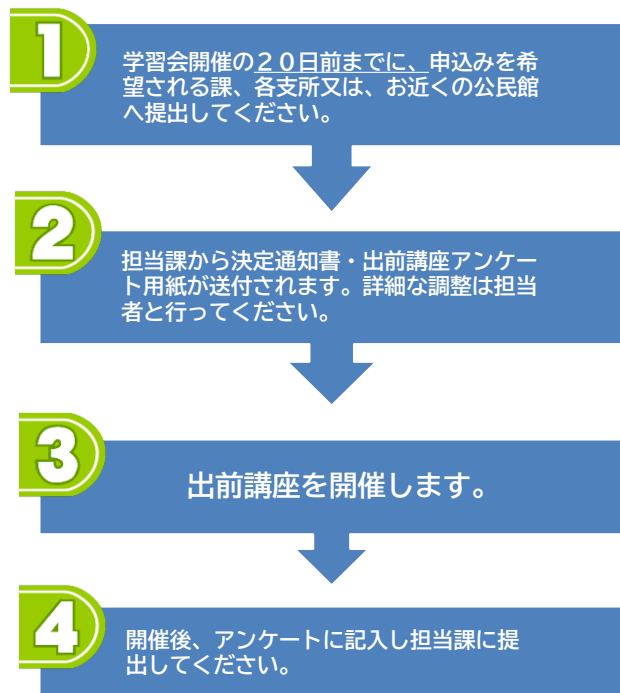 1
学習会開催の２０日前までに、申込みを希
望される課、各支所又は、お近くの公民館
へ提出してください。
2
担当課から決定通知書・出前講座アンケー
ト用紙が送付されます。詳細な調整は担当
者と行ってください。
3
出前講座を開催します。
4
開催後、アンケートに記入し担当課に提
出してください。